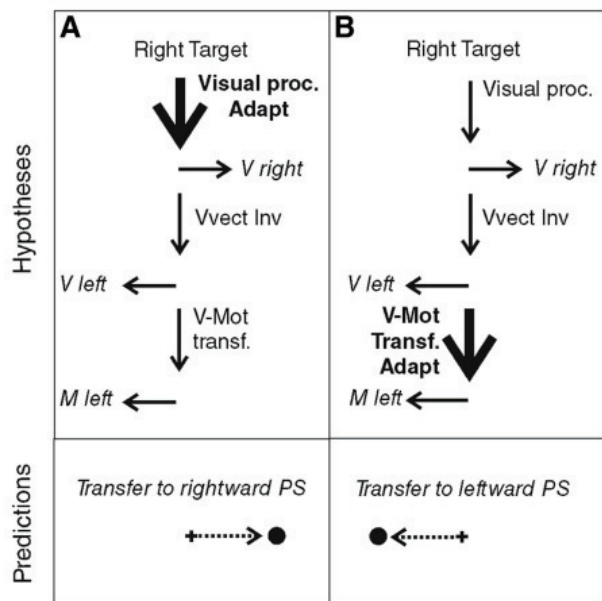 A
Right Target
Visual proc.
Adapt
V right
Vvect Inv
V left
V-Mot
transf.
M left
B
Right Target
Visual proc.
V right
Vvect Inv
V left
V-Mot
Transf.
Adapt
M left
Hypotheses
Transfer to rightward PS
Transfer to leftward PS
Predictions